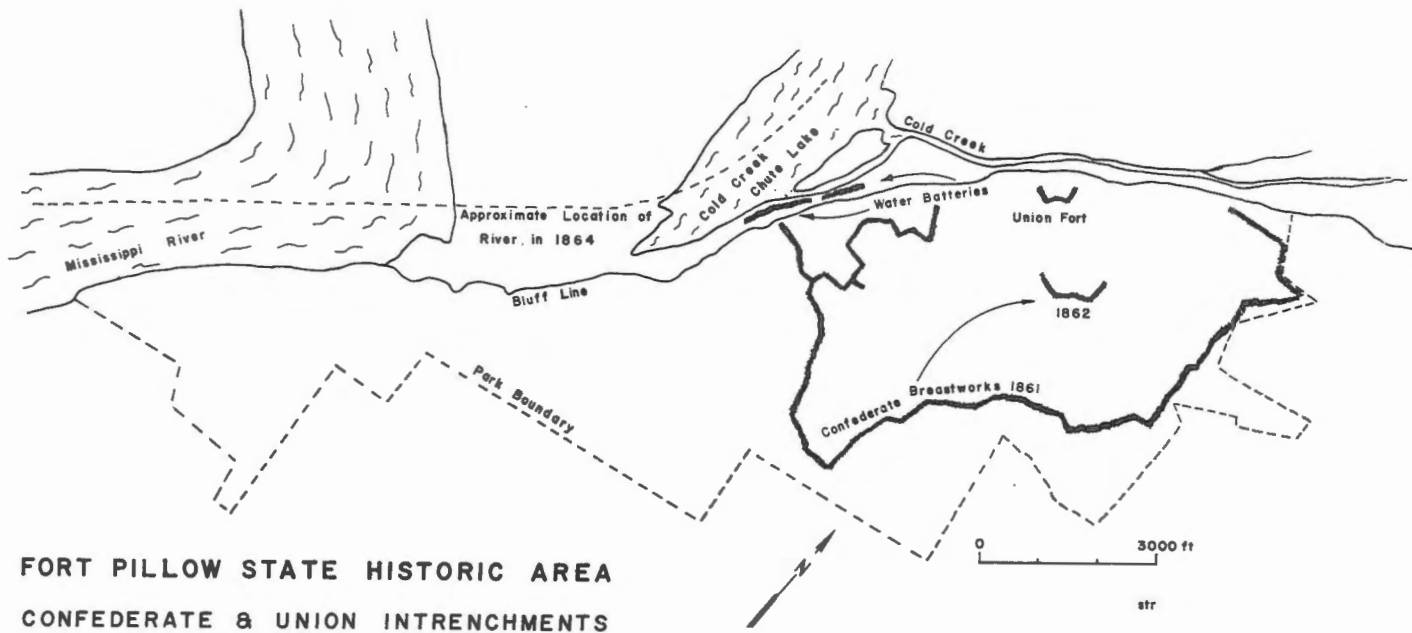 Cold Creek
Cold Creek
Chute Lake
Water Batteries
Union Fort
Approximate Location of
River, in 1864
Mississippi River
Bluff Line
1862
Park Boundary
Confederate Breastworks 1861
N
0 3000 ft
str
FORT PILLOW STATE HISTORIC AREA
CONFEDERATE & UNION INTRENCHMENTS